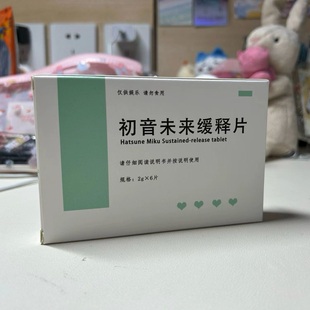 仅供娱乐 请勿食用
初音未来缓释片
Hatsune Miku Sustained-release tablet
请仔细阅读说明书并按说明使用
规格：2g×6片